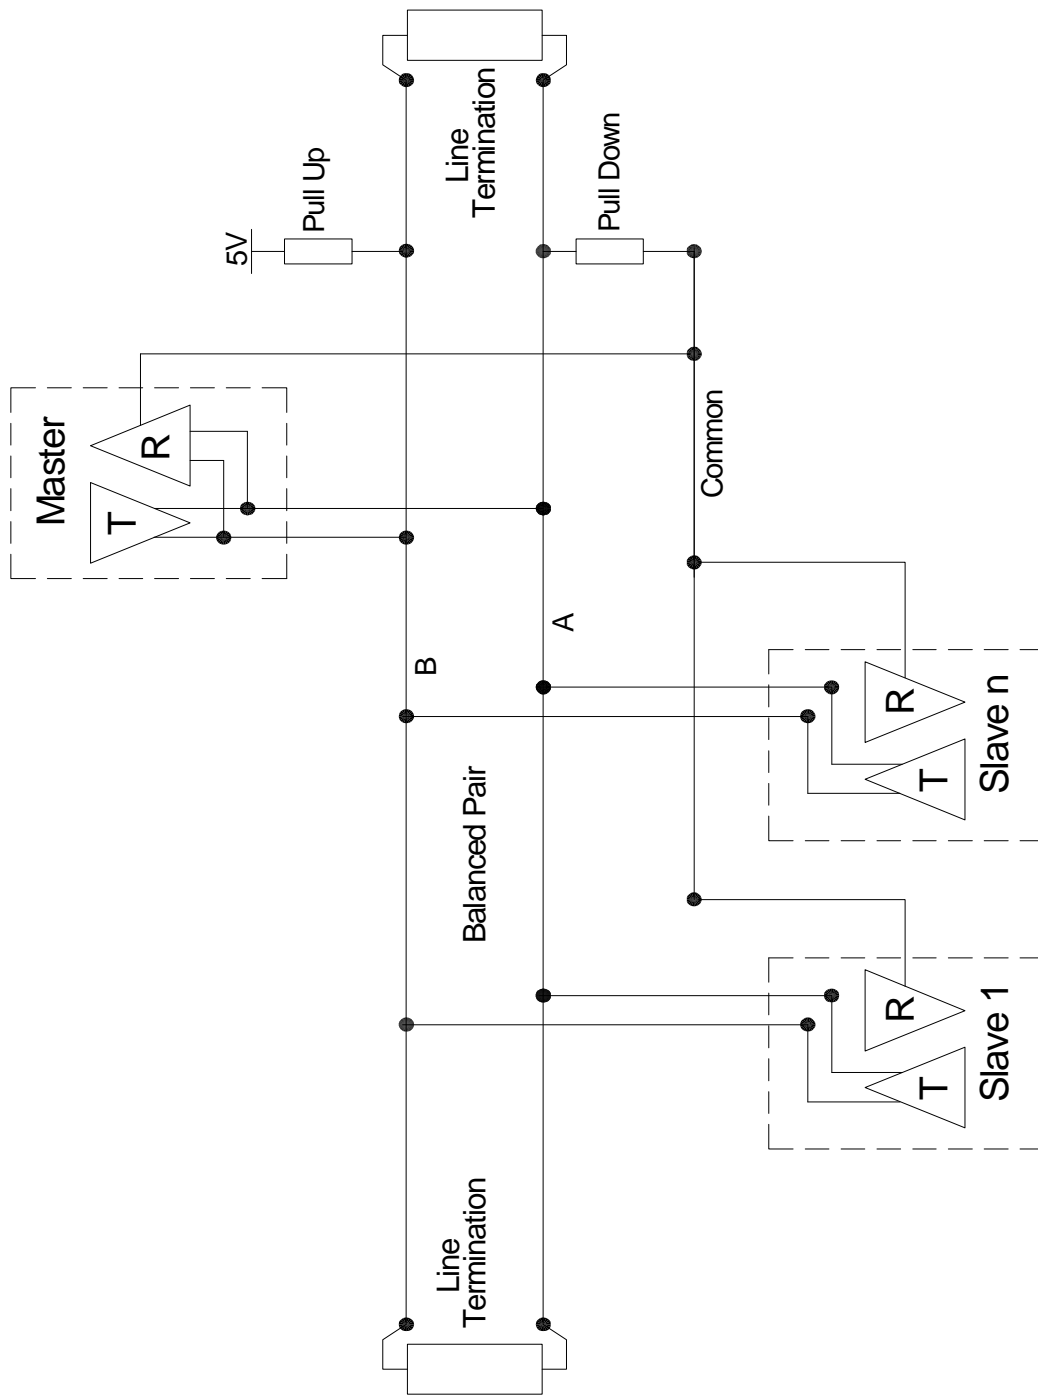 Master
R
T
5V
Pull Up
Line
Termination
Pull Down
B
A
Balanced Pair
Common
Line
Termination
R
T
Slave 1
R
T
Slave n